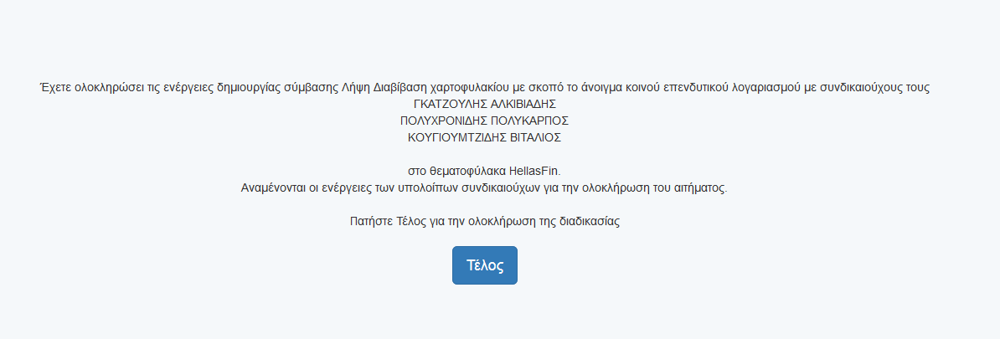 Έχετε ολοκληρώσει τις ενέργειες δημιουργίας σύμβασης Λήψη Διαβίβαση χαρτοφυλακίου με σκοπό το άνοιγμα κοινού επενδυτικού λογαριασμού με συνδικαιούχους τους
ΓΚΑΤΖΟΥΛΗΣ ΑΛΚΙΒΙΑΔΗΣ
ΠΟΛΥΧΡΟΝΙΔΗΣ ΠΟΛΥΚΑΡΠΟΣ
ΚΟΥΓΙΟΥΜΤΖΙΔΗΣ ΒΙΤΑΛΙΟΣ
στο θεματοφύλακα HellasFin.
Αναμένονται οι ενέργειες των υπολοίπων συνδικαιούχων για την ολοκλήρωση του αιτήματος.
Πατήστε Τέλος για την ολοκλήρωση της διαδικασίας
Τέλος